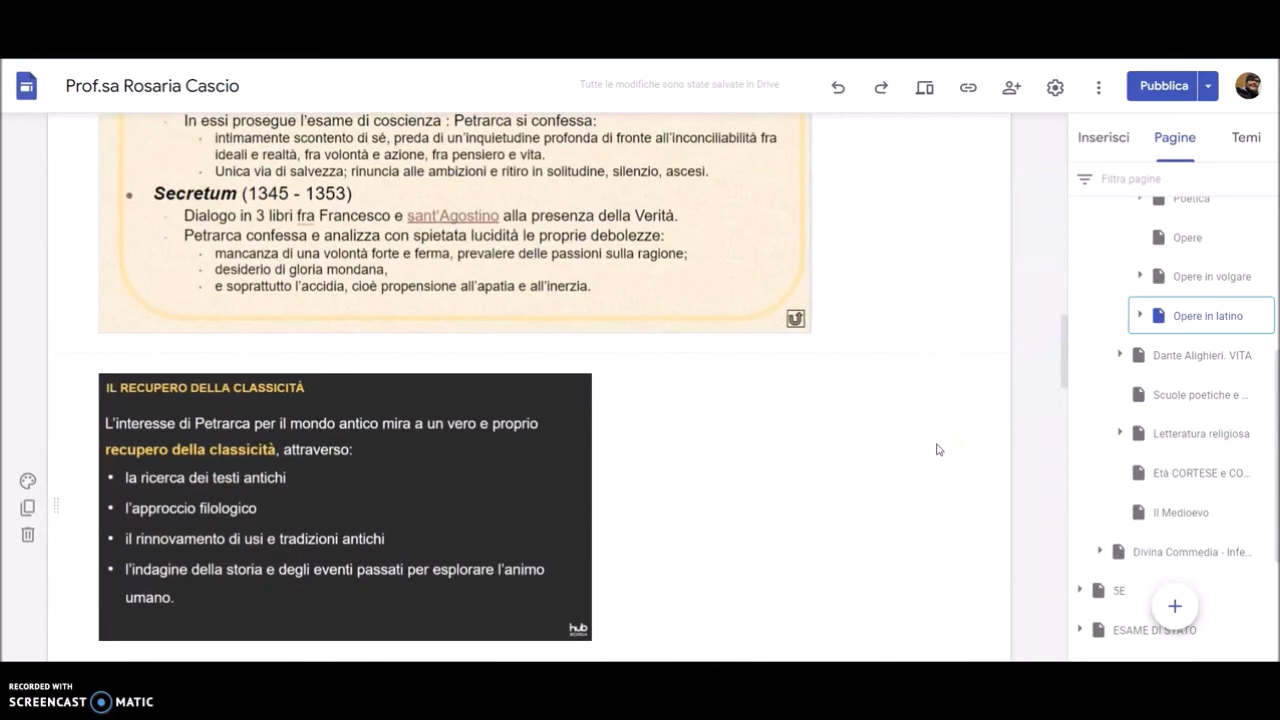 Prof.sa Rosaria Cascio
Tutte le modifiche sono state salvate in Drive
Pubblica
In essi prosegue l'esame di coscienza : Petrarca si confessa:
intimamente scontento di sé, preda di un'inquietudine profonda di fronte all'inconciliabilità fra
ideali e realtà, fra volontà e azione, fra pensiero e vita.
Unica via di salvezza; rinuncia alle ambizioni e ritiro in solitudine, silenzio, ascesi.
Secretum (1345 - 1353)
Dialogo in 3 libri fra Francesco e sant'Agostino alla presenza della Verità.
Petrarca confessa e analizza con spietata lucidità le proprie debolezze:
mancanza di una volontà forte e ferma, prevalere delle passioni sulla ragione;
desiderio di gloria mondana,
e soprattutto l'accidia, cioè propensione all'apatia e all'inerzia.
IL RECUPERO DELLA CLASSICITÀ
L'interesse di Petrarca per il mondo antico mira a un vero e proprio
recupero della classicità, attraverso:
• la ricerca dei testi antichi
• l'approccio filologico
• il rinnovamento di usi e tradizioni antichi
• l'indagine della storia e degli eventi passati per esplorare l'animo
umano.
hub
SCUOLA
Inserisci
Pagine
Temi
Filtra pagine
Poetica
Opere
Opere in volgare
Opere in latino
Dante Alighieri. VITA
Scuole poetiche e ...
Letteratura religiosa
Età CORTESE e CO...
Il Medioevo
Divina Commedia - Infe...
5E
ESAME DI STATO
RECORDED WITH
SCREENCAST MATIC